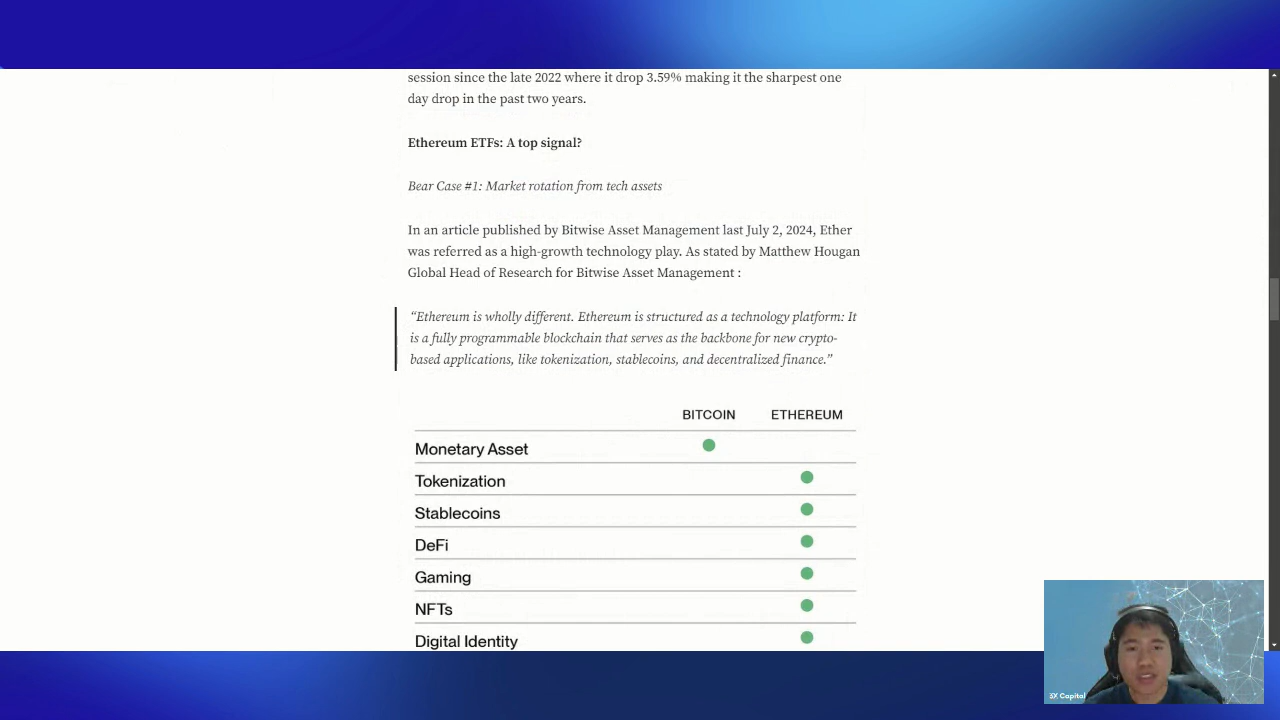 session since the late 2022 where it drop 3.59% making it the sharpest one
day drop in the past two years.
Ethereum ETFs: A top signal?
Bear Case #1: Market rotation from tech assets
In an article published by Bitwise Asset Management last July 2, 2024, Ether
was referred as a high-growth technology play. As stated by Matthew Hougan
Global Head of Research for Bitwise Asset Management :
“Ethereum is wholly different. Ethereum is structured as a technology platform: It
is a fully programmable blockchain that serves as the backbone for new crypto-
based applications, like tokenization, stablecoins, and decentralized finance.”
BITCOIN ETHEREUM
Monetary Asset
Tokenization
Stablecoins
DeFi
Gaming
NFTs
Digital Identity
3X Capital